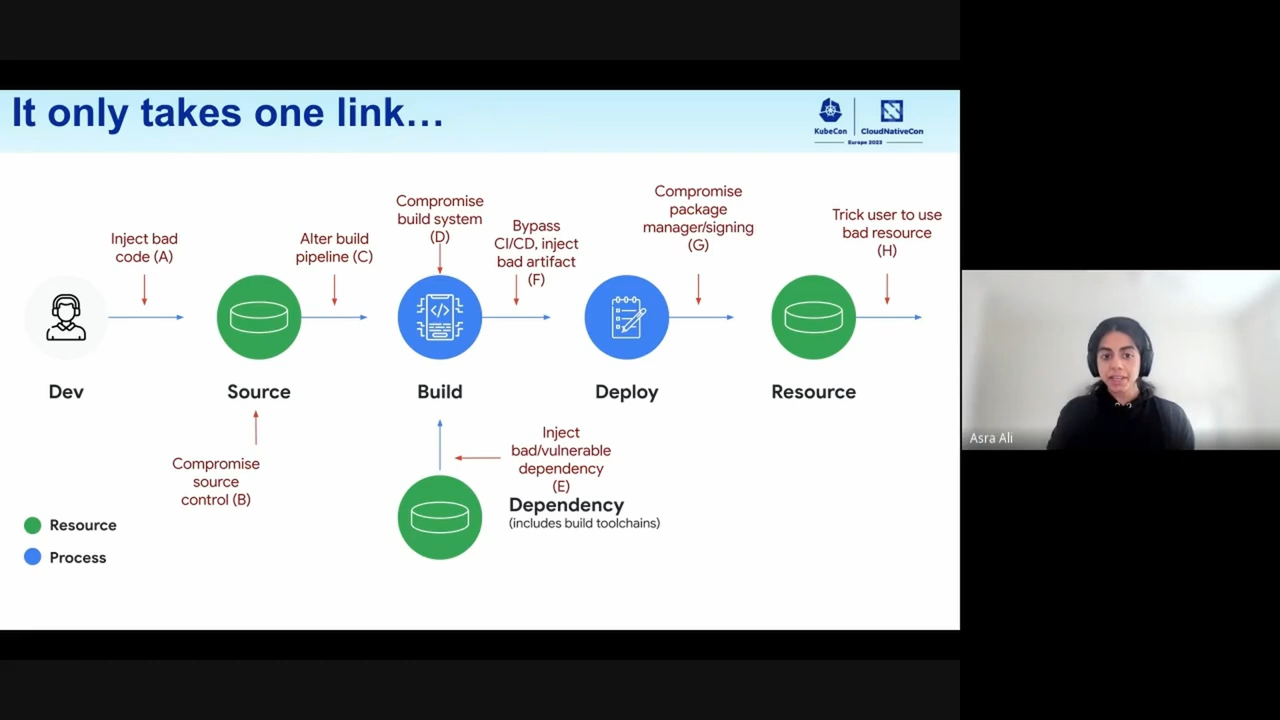 It only takes one link…
KubeCon
CloudNativeCon
Europe 2023
Inject bad
code (A)
Alter build
pipeline (C)
Compromise
build system
(D)
Bypass
CI/CD, inject
bad artifact
(F)
Compromise
package
manager/signing
(G)
Trick user to use
bad resource
(H)
Dev
Source
Build
Deploy
Resource
Compromise
source
control (B)
Inject
bad/vulnerable
dependency
(E)
Dependency
(includes build toolchains)
Resource
Process
Asra Ali